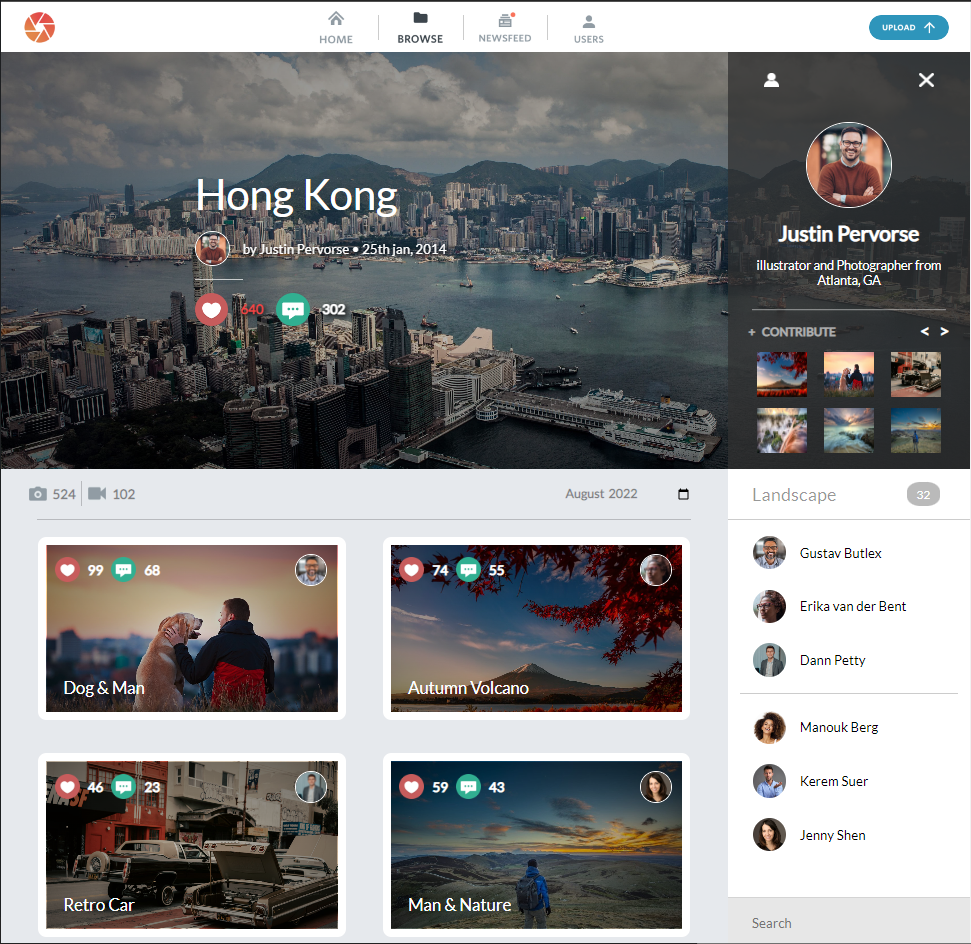 HOME
BROWSE
NEWSFEED
USERS
UPLOAD
Hong Kong
by Justin Pervorse • 25th jan, 2014
640
302
Justin Pervorse
illustrator and Photographer from
Atlanta, GA
+ CONTRIBUTE
< >
524
102
August 2022
99
68
Dog & Man
74
55
Autumn Volcano
46
23
Retro Car
59
43
Man & Nature
Landscape
32
Gustav Butlex
Erika van der Bent
Dann Petty
Manouk Berg
Kerem Suer
Jenny Shen
Search